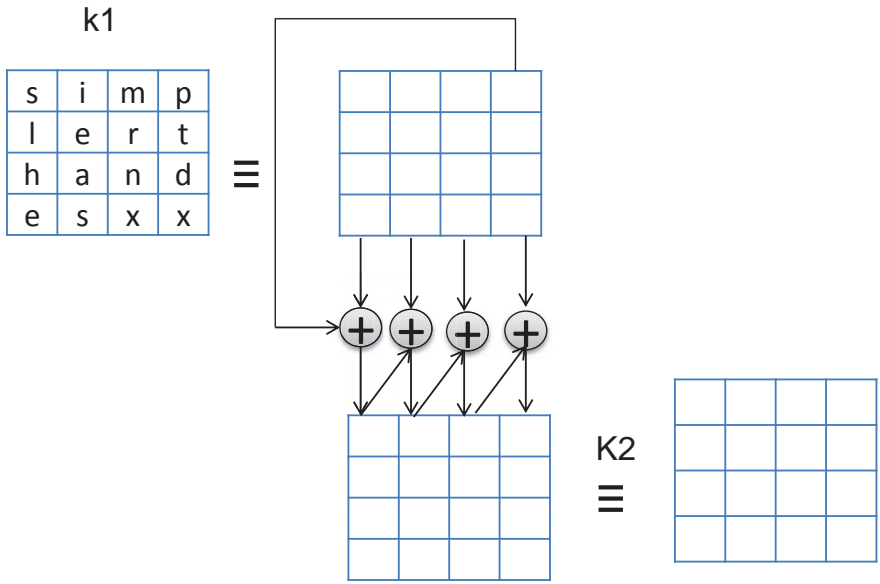 k1
s i m p
l e r t
h a n d
e s x x
≡
+ + + +
K2
≡